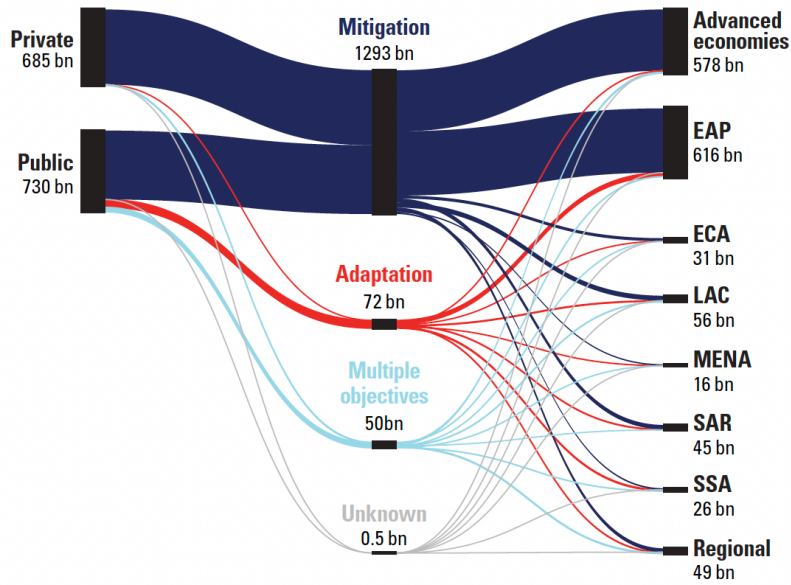 Private
685 bn
Public
730 bn
Mitigation
1293 bn
Adaptation
72 bn
Multiple
objectives
50bn
Unknown
0.5 bn
Advanced
economies
578 bn
EAP
616 bn
ECA
31 bn
LAC
56 bn
MENA
16 bn
SAR
45 bn
SSA
26 bn
Regional
49 bn